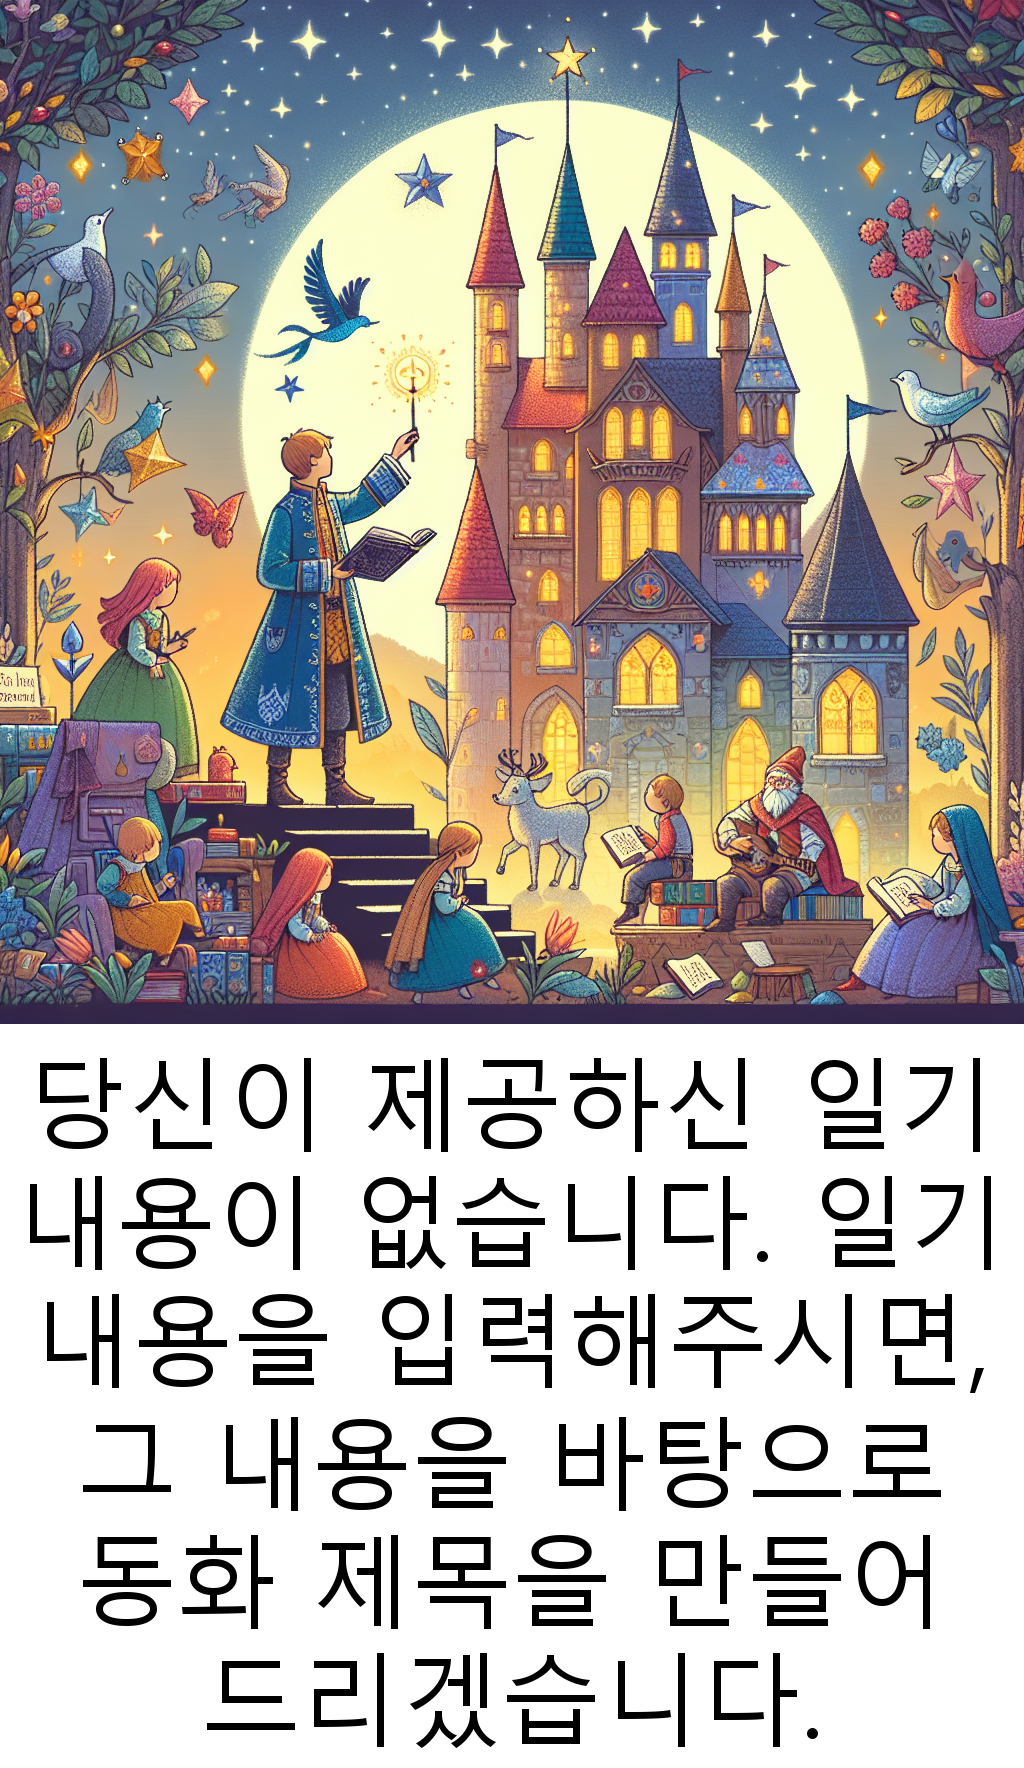 당신이 제공하신 일기
내용이 없습니다. 일기
내용을 입력해주시면,
그 내용을 바탕으로
동화 제목을 만들어
드리겠습니다.